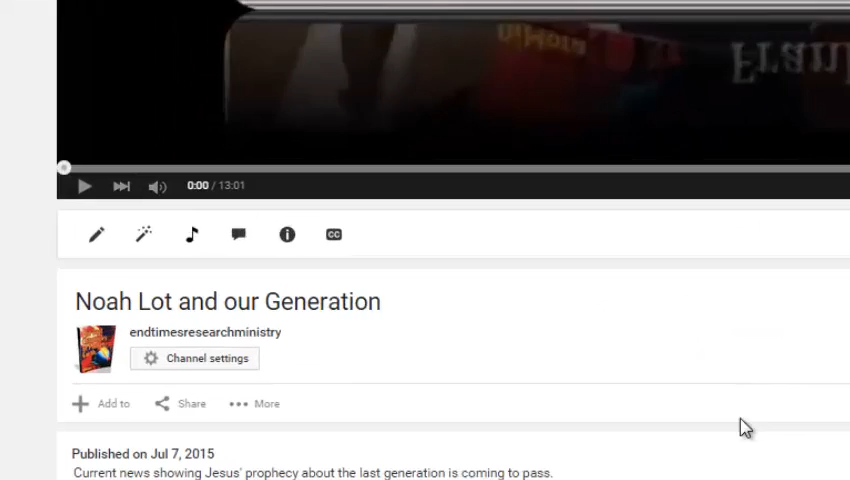 0:00 / 13:01
CC
Noah Lot and our Generation
endtimesresearchministry
Channel settings
Add to
Share
More
Published on Jul 7, 2015
Current news showing Jesus' prophecy about the last generation is coming to pass.